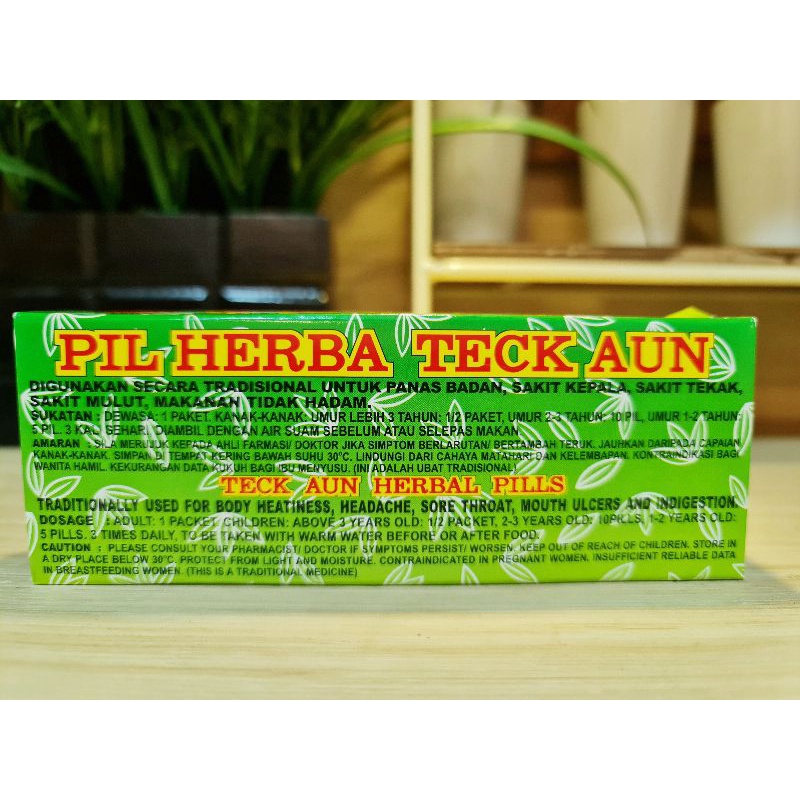 PIL HERBA TECK AUN
DIGUNAKAN SECARA TRADISIONAL UNTUK PANAS BADAN, SAKIT KEPALA, SAKIT TEKAK,
SAKIT MULUT, MAKANAN TIDAK HADAM.
SUKATAN : DEWASA: 1 PAKET. KANAK-KANAK: UMUR LEBIH 3 TAHUN: 1/2 PAKET, UMUR 2-3 TAHUN: 10 PIL, UMUR 1-2 TAHUN:
5 PIL. 3 KALI SEHARI, DIAMBIL DENGAN AIR SUAM SEBELUM ATAU SELEPAS MAKAN.
AMARAN : SILA MERUJUK KEPADA AHLI FARMASI/ DOKTOR JIKA SIMPTOM BERLARUTAN/ BERTAMBAH TERUK. JAUHKAN DARIPADA CAPAIAN
KANAK-KANAK. SIMPAN DI TEMPAT KERING BAWAH SUHU 30°C. LINDUNGI DARI CAHAYA MATAHARI DAN KELEMBAPAN. KONTRAINDIKASI BAGI
WANITA HAMIL. KEKURANGAN DATA KUKUH BAGI IBU MENYUSU. (INI ADALAH UBAT TRADISIONAL)
TECK AUN HERBAL PILLS
TRADITIONALLY USED FOR BODY HEATINESS, HEADACHE, SORE THROAT, MOUTH ULCERS AND INDIGESTION.
DOSAGE : ADULT: 1 PACKET. CHILDREN: ABOVE 3 YEARS OLD: 1/2 PACKET, 2-3 YEARS OLD: 10PILLS, 1-2 YEARS OLD:
5 PILLS. 3 TIMES DAILY, TO BE TAKEN WITH WARM WATER BEFORE OR AFTER FOOD.
CAUTION : PLEASE CONSULT YOUR PHARMACIST/ DOCTOR IF SYMPTOMS PERSIST/ WORSEN. KEEP OUT OF REACH OF CHILDREN. STORE IN
A DRY PLACE BELOW 30°C. PROTECT FROM LIGHT AND MOISTURE. CONTRAINDICATED IN PREGNANT WOMEN. INSUFFICIENT RELIABLE DATA
IN BREASTFEEDING WOMEN. (THIS IS A TRADITIONAL MEDICINE)